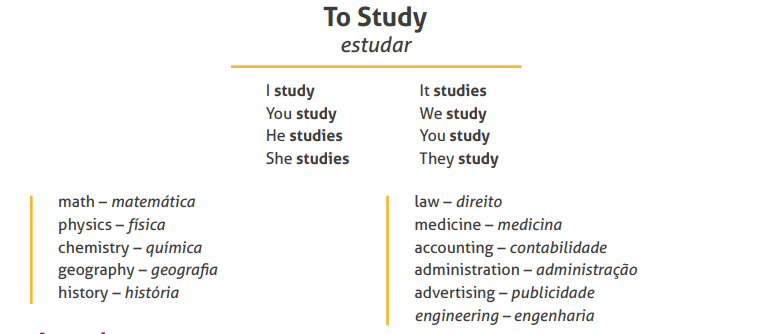 To Study
estudar
I study
You study
He studies
She studies
It studies
We study
You study
They study
math – matemática
physics – física
chemistry – química
geography – geografia
history – história
law – direito
medicine – medicina
accounting – contabilidade
administration – administração
advertising – publicidade
engineering – engenharia